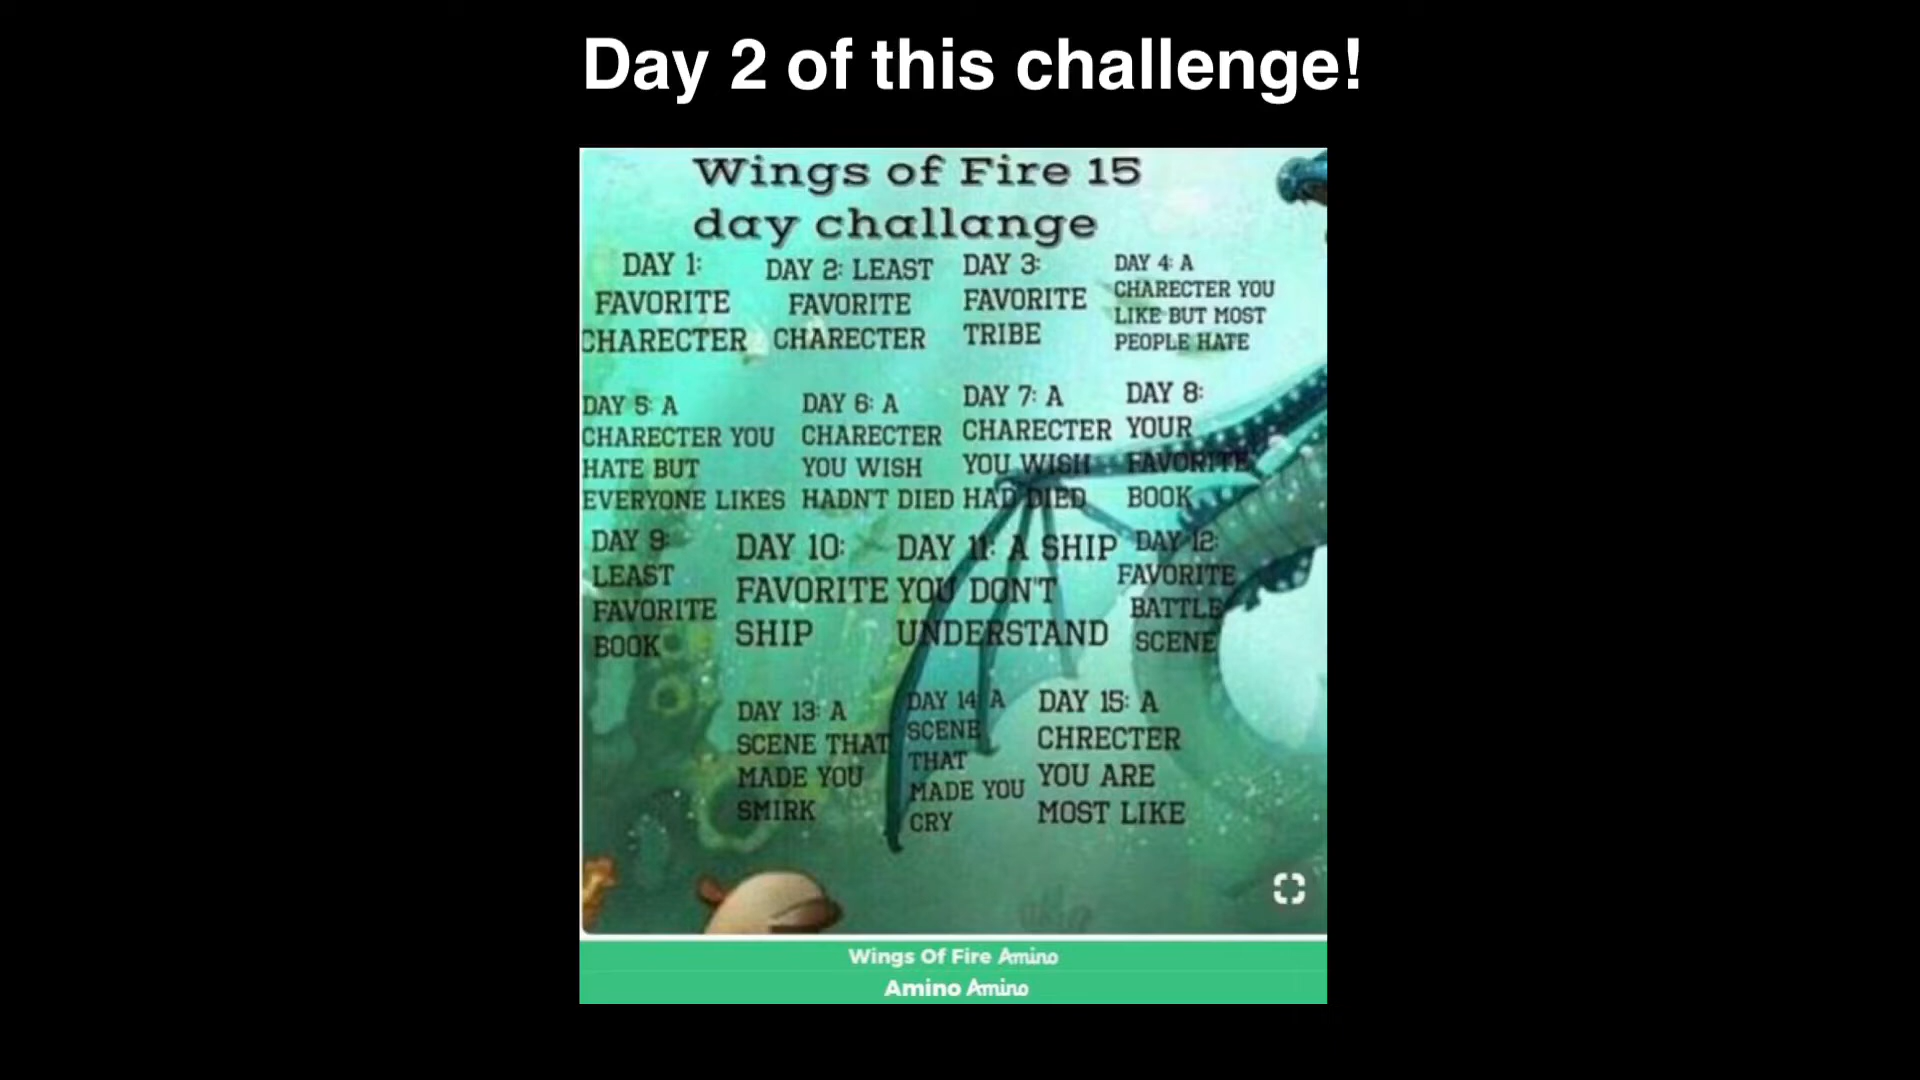 Day 2 of this challenge!
Wings of Fire 15
day challange
DAY 1:
FAVORITE
CHARECTER
DAY 2: LEAST
FAVORITE
CHARECTER
DAY 3:
FAVORITE
TRIBE
DAY 4: A
CHARECTER YOU
LIKE BUT MOST
PEOPLE HATE
DAY 5: A
CHARECTER YOU
HATE BUT
EVERYONE LIKES
DAY 6: A
CHARECTER
YOU WISH
HADN'T DIED
DAY 7: A
CHARECTER
YOU WISH
HAD DIED
DAY 8:
YOUR
FAVORITE
BOOK
DAY 9:
LEAST
FAVORITE
BOOK
DAY 10:
FAVORITE
SHIP
DAY 11: A SHIP
YOU DON'T
UNDERSTAND
DAY 12:
FAVORITE
BATTLE
SCENE
DAY 13: A
SCENE THAT
MADE YOU
SMIRK
DAY 14: A
SCENE
THAT
MADE YOU
CRY
DAY 15: A
CHRECTER
YOU ARE
MOST LIKE
Wings Of Fire Amino
Amino Amino